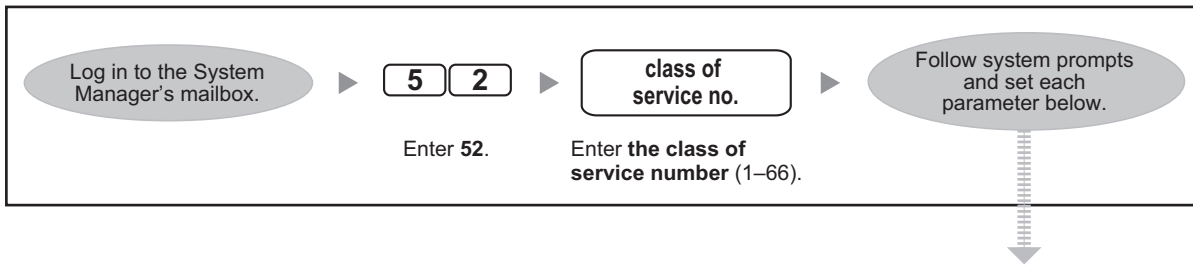 Log in to the System
Manager’s mailbox.
5 2
Enter 52.
class of
service no.
Enter the class of
service number (1–66).
Follow system prompts
and set each
parameter below.